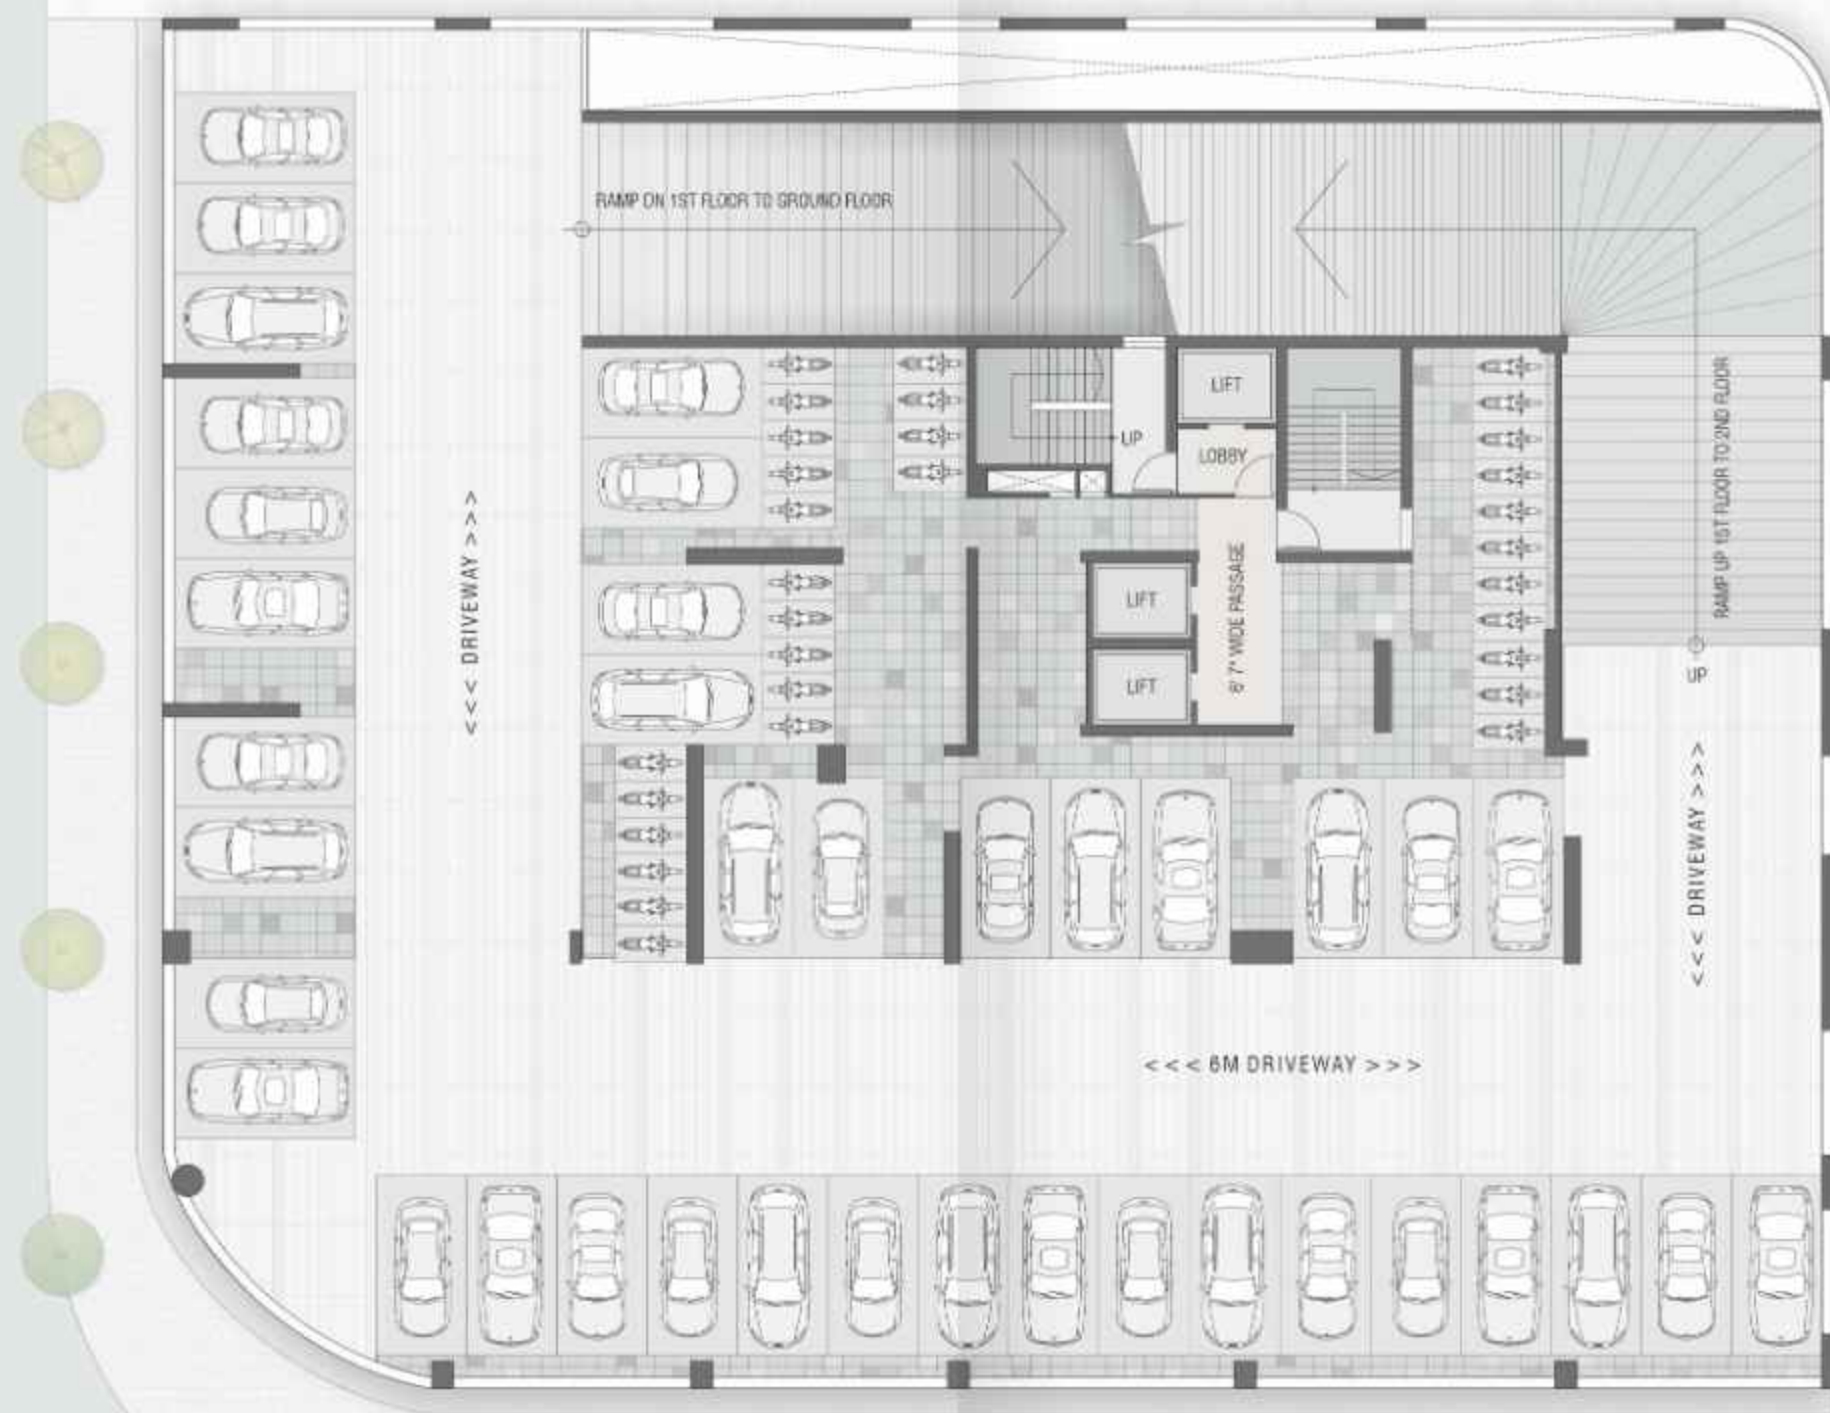 RAMP ON 1ST FLOOR TO GROUND FLOOR
LIFT
UP
LOBBY
RAMP UP 1ST FLOOR TO 2ND FLOOR
<<< DRIVEWAY >>>
LIFT
6' 7" WIDE PASSAGE
LIFT
UP
<<< DRIVEWAY >>>
<<< 6M DRIVEWAY >>>